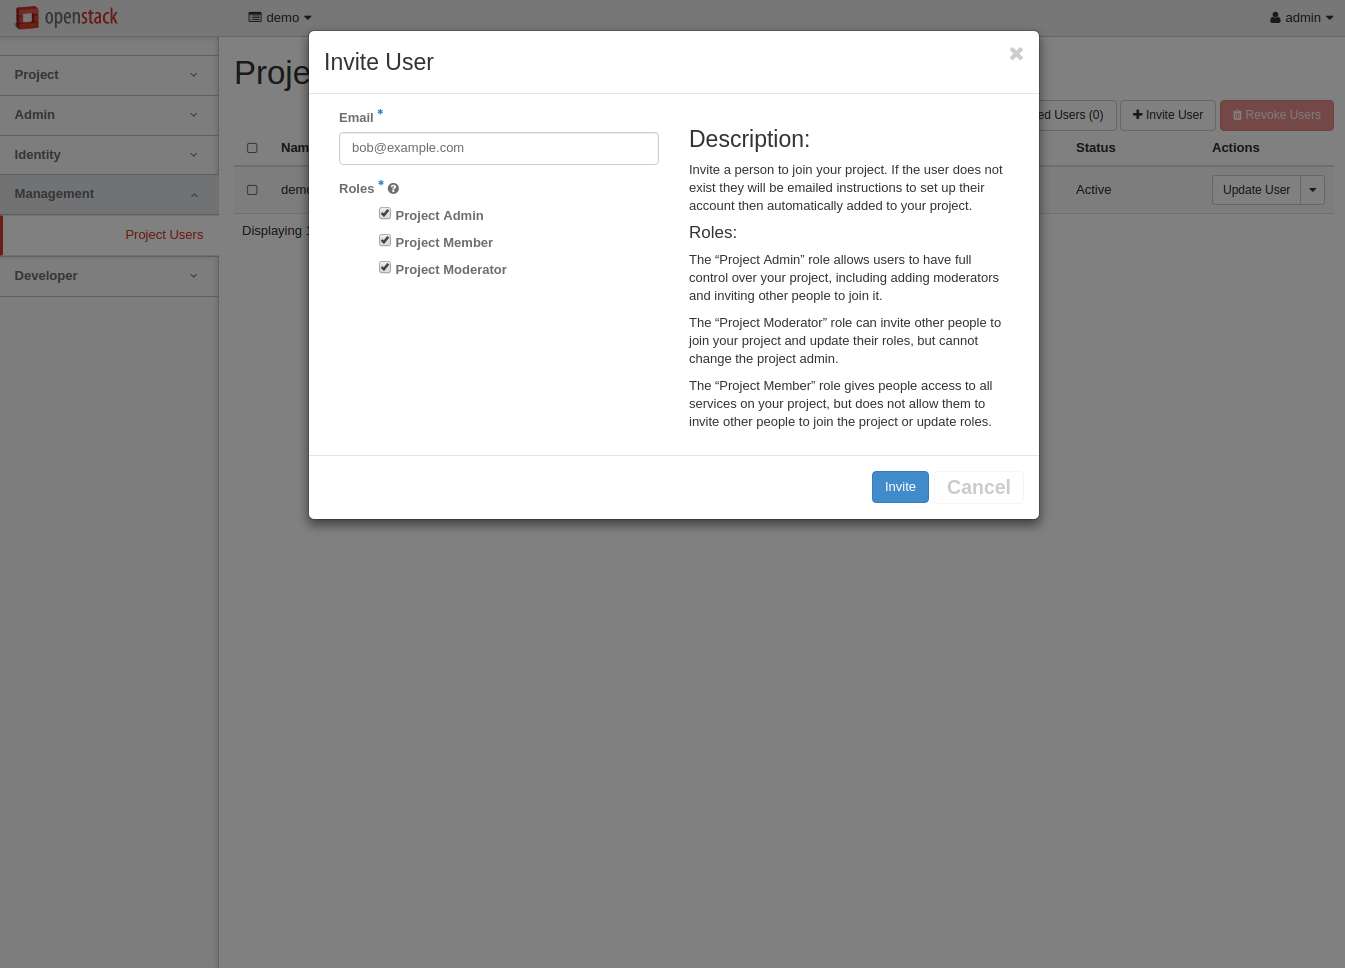 openstack
demo
admin
Project
Admin
Identity
Management
Project Users
Developer
Invite User
Email *
bob@example.com
Roles *
Project Admin
Project Member
Project Moderator
Description:
Invite a person to join your project. If the user does not
exist they will be emailed instructions to set up their
account then automatically added to your project.
Roles:
The “Project Admin” role allows users to have full
control over your project, including adding moderators
and inviting other people to join it.
The “Project Moderator” role can invite other people to
join your project and update their roles, but cannot
change the project admin.
The “Project Member” role gives people access to all
services on your project, but does not allow them to
invite other people to join the project or update roles.
Invite
Cancel
Users (0)
Invite User
Revoke Users
Status
Actions
Active
Update User
Displaying